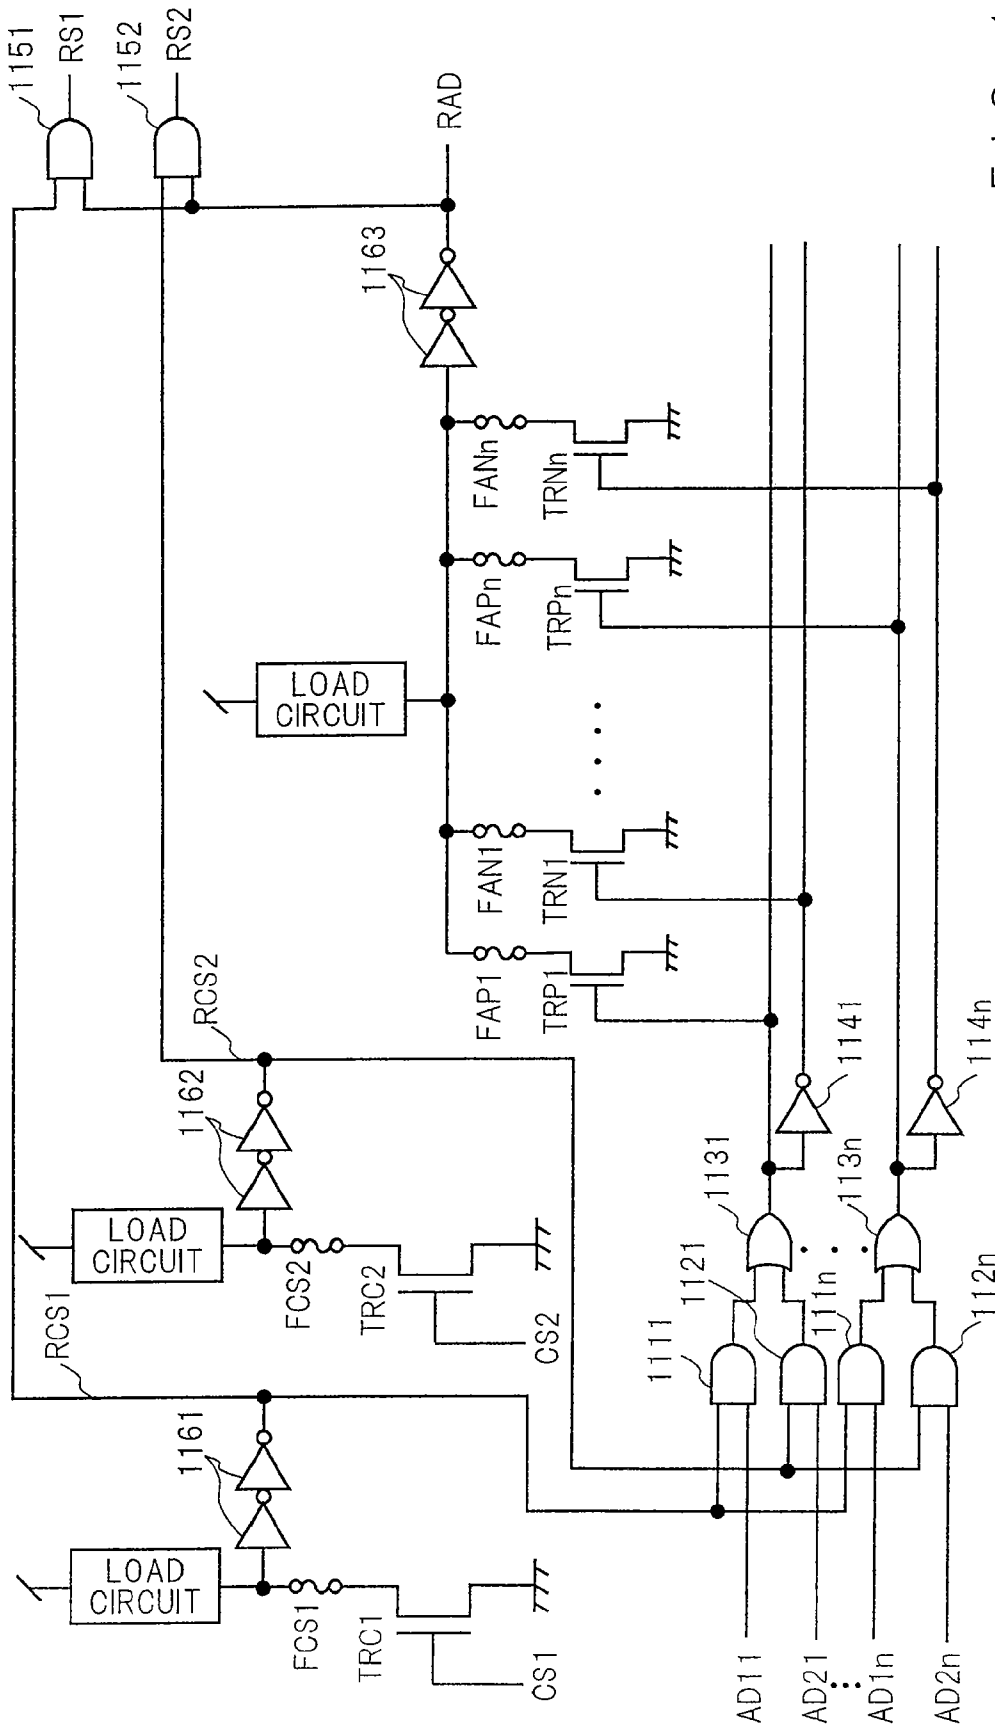 1151
RS1
1152
RS2
RAD
1163
FANn
TRNn
FAPn
TRPn
LOAD
CIRCUIT
FAN1
TRN1
FAP1
TRP1
RCS2
1162
LOAD
CIRCUIT
FCS2
TRC2
CS2
RCS1
1161
LOAD
CIRCUIT
FCS1
TRC1
CS1
1141
114n
1131
113n
1111
1121
111n
112n
AD11
AD21
AD1n
AD2n